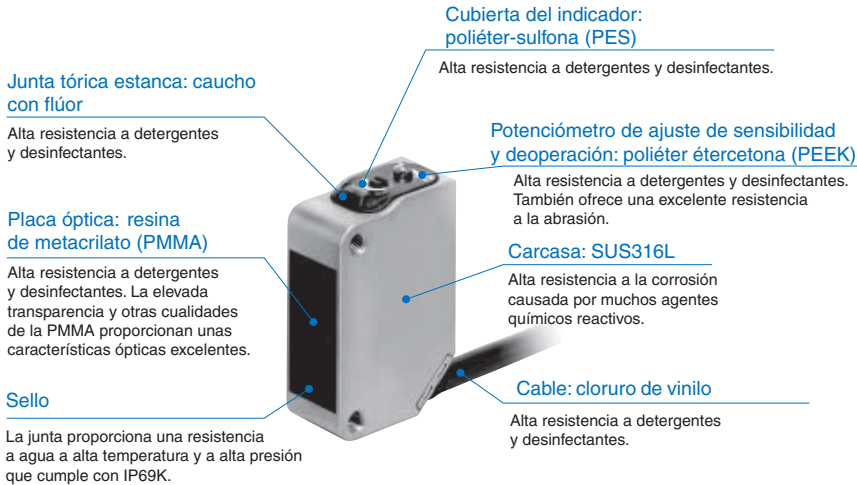 Cubierta del indicador:
poliéter-sulfona (PES)
Alta resistencia a detergentes y desinfectantes.
Junta tórica estanca: caucho
con flúor
Alta resistencia a detergentes
y desinfectantes.
Potenciómetro de ajuste de sensibilidad
y deoperación: poliéter étercetona (PEEK)
Alta resistencia a detergentes y desinfectantes.
También ofrece una excelente resistencia
a la abrasión.
Placa óptica: resina
de metacrilato (PMMA)
Alta resistencia a detergentes
y desinfectantes. La elevada
transparencia y otras cualidades
de la PMMA proporcionan unas
características ópticas excelentes.
Carcasa: SUS316L
Alta resistencia a la corrosión
causada por muchos agentes
químicos reactivos.
Sello
La junta proporciona una resistencia
a agua a alta temperatura y a alta presión
que cumple con IP69K.
Cable: cloruro de vinilo
Alta resistencia a detergentes
y desinfectantes.